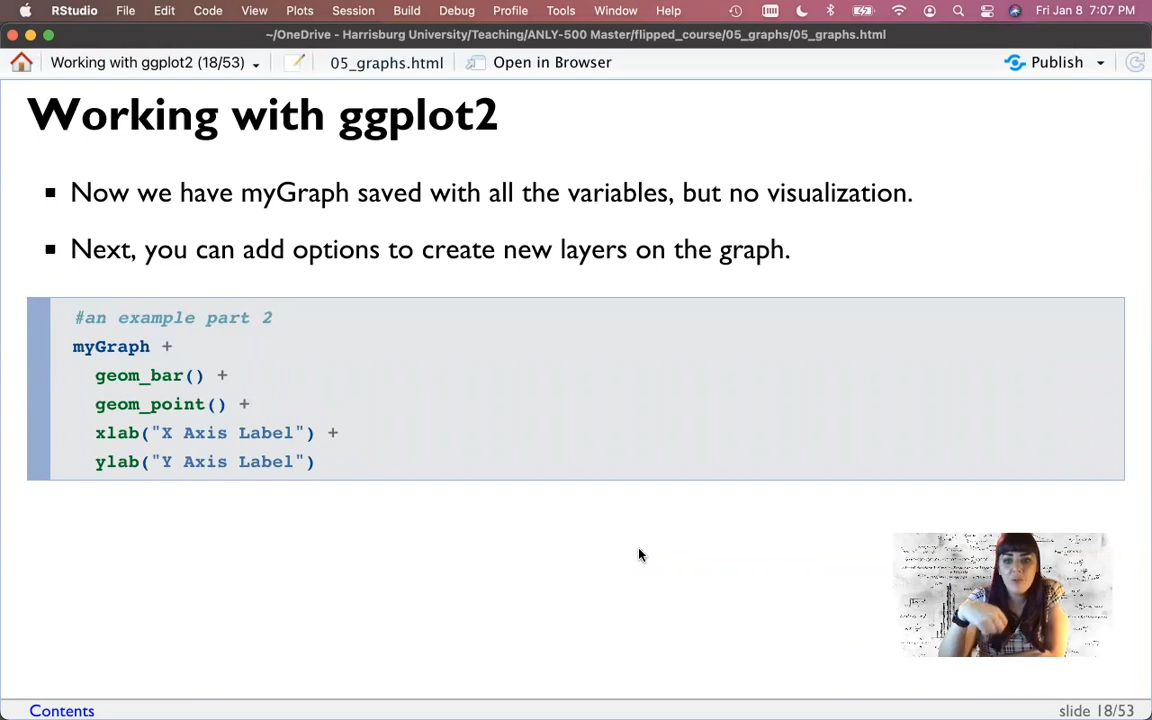 RStudio File Edit Code View Plots Session Build Debug Profile Tools Window Help Fri Jan 8 7:07 PM
~/OneDrive - Harrisburg University/Teaching/ANLY-500 Master/flipped_course/05_graphs/05_graphs.html
Working with ggplot2 (18/53) 05_graphs.html Open in Browser Publish
Working with ggplot2
Now we have myGraph saved with all the variables, but no visualization.
Next, you can add options to create new layers on the graph.
#an example part 2
myGraph +
geom_bar() +
geom_point() +
xlab("X Axis Label") +
ylab("Y Axis Label")
Contents slide 18/53